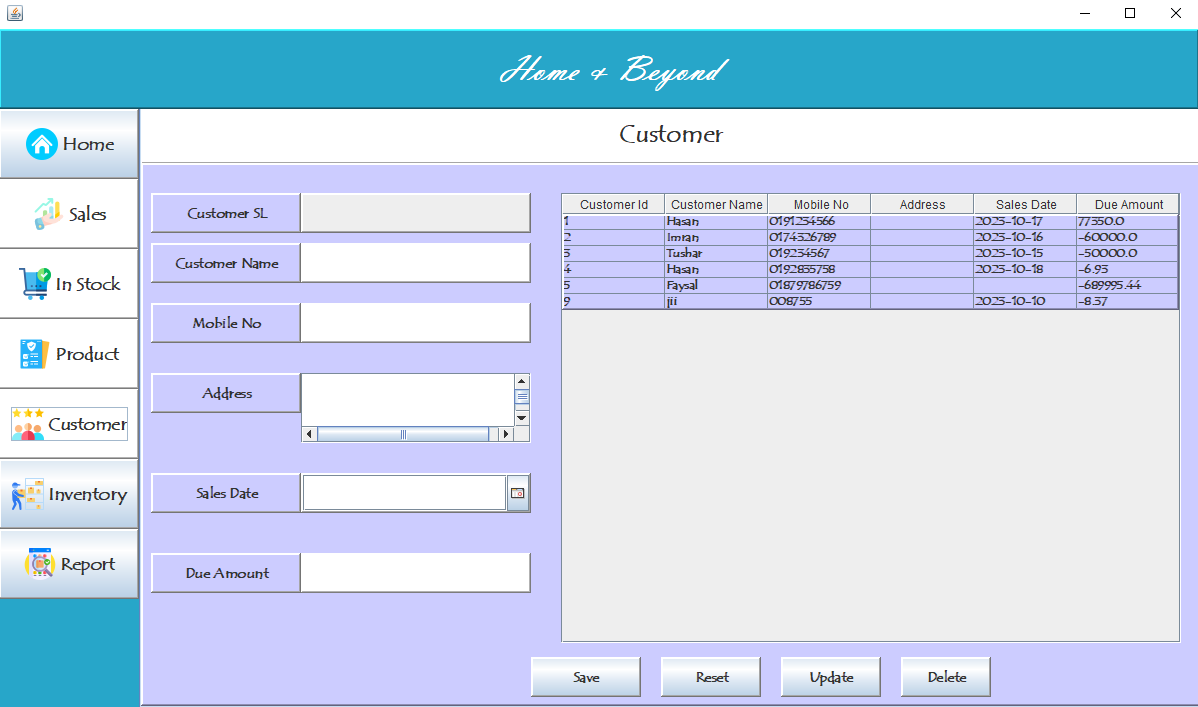 Home & Beyond
Home
Sales
In Stock
Product
Customer
Inventory
Report
Customer
Customer SL
Customer Name
Mobile No
Address
Sales Date
Due Amount
Customer Id Customer Name Mobile No Address Sales Date Due Amount
1 Hasan 0191234566 2023-10-17 77350.0
2 Imran 0174326789 2023-10-16 -60000.0
3 Tushar 019234567 2023-10-15 -50000.0
4 Hasan 0192835758 2023-10-18 -6.93
5 Faysal 01879786759 -689995.44
9 jii 008755 2023-10-10 -8.37
Save Reset Update Delete